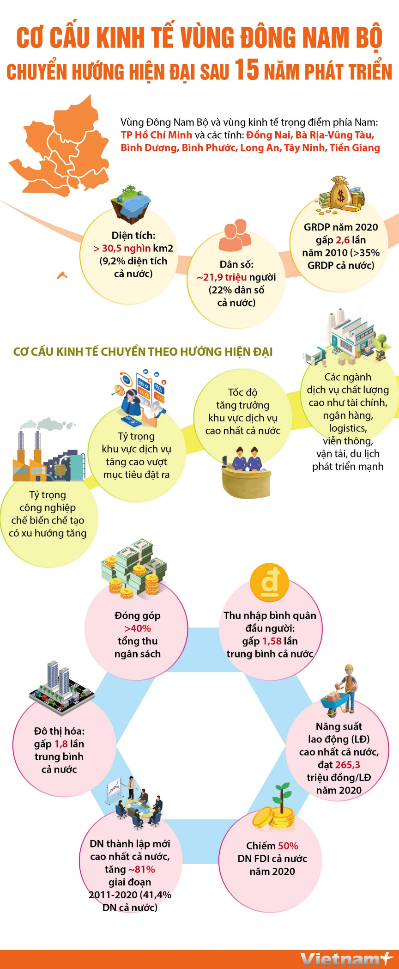 CƠ CẤU KINH TẾ VÙNG ĐÔNG NAM BỘ
CHUYỂN HƯỚNG HIỆN ĐẠI SAU 15 NĂM PHÁT TRIỂN
Vùng Đông Nam Bộ và vùng kinh tế trọng điểm phía Nam:
TP Hồ Chí Minh và các tỉnh: Đồng Nai, Bà Rịa-Vũng Tàu,
Bình Dương, Bình Phước, Long An, Tây Ninh, Tiền Giang
Diện tích:
> 30,5 nghìn km2
(9,2% diện tích
cả nước)
Dân số:
~21,9 triệu người
(22% dân số
cả nước)
GRDP năm 2020
gấp 2,6 lần
năm 2010 (>35%
GRDP cả nước)
CƠ CẤU KINH TẾ CHUYỂN THEO HƯỚNG HIỆN ĐẠI
Tỷ trọng
công nghiệp
chế biến chế tạo
có xu hướng tăng
Tỷ trọng
khu vực dịch vụ
tăng cao vượt
mục tiêu đặt ra
Tốc độ
tăng trưởng
khu vực dịch vụ
cao nhất cả nước
Các ngành
dịch vụ chất lượng
cao như tài chính,
ngân hàng,
logistics,
viễn thông,
vận tải, du lịch
phát triển mạnh
Đóng góp
>40%
tổng thu
ngân sách
đ
Thu nhập bình quân
đầu người:
gấp 1,58 lần
trung bình cả nước
Đô thị hóa:
gấp 1,8 lần
trung bình
cả nước
Năng suất
lao động (LĐ)
cao nhất cả nước,
đạt 265,3
triệu đồng/LĐ
năm 2020
DN thành lập mới
cao nhất cả nước,
tăng ~81%
giai đoạn
2011-2020 (41,4%
DN cả nước)
Chiếm 50%
DN FDI cả nước
năm 2020
Vietnam+